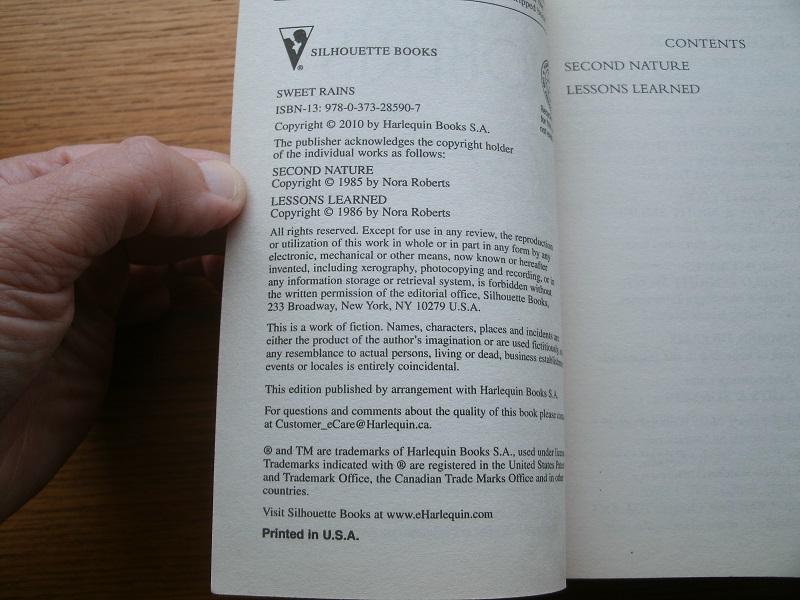 SILHOUETTE BOOKS
SWEET RAINS
ISBN-13: 978-0-373-28590-7
Copyright © 2010 by Harlequin Books S.A.
The publisher acknowledges the copyright holder
of the individual works as follows:
SECOND NATURE
Copyright © 1985 by Nora Roberts
LESSONS LEARNED
Copyright © 1986 by Nora Roberts
All rights reserved. Except for use in any review, the reproduction
or utilization of this work in whole or in part in any form by any
electronic, mechanical or other means, now known or hereafter
invented, including xerography, photocopying and recording, or in
any information storage or retrieval system, is forbidden without
the written permission of the editorial office, Silhouette Books,
233 Broadway, New York, NY 10279 U.S.A.
This is a work of fiction. Names, characters, places and incidents
either the product of the author's imagination or are used fictitiously
any resemblance to actual persons, living or dead, business
events or locales is entirely coincidental.
This edition published by arrangement with Harlequin Books S.A.
For questions and comments about the quality of this book please
at Customer_eCare@Harlequin.ca.
® and TM are trademarks of Harlequin Books S.A., used under
Trademarks indicated with ® are registered in the United States
and Trademark Office, the Canadian Trade Marks Office and in other
countries.
Visit Silhouette Books at www.eHarlequin.com
Printed in U.S.A.
CONTENTS
SECOND NATURE
LESSONS LEARNED